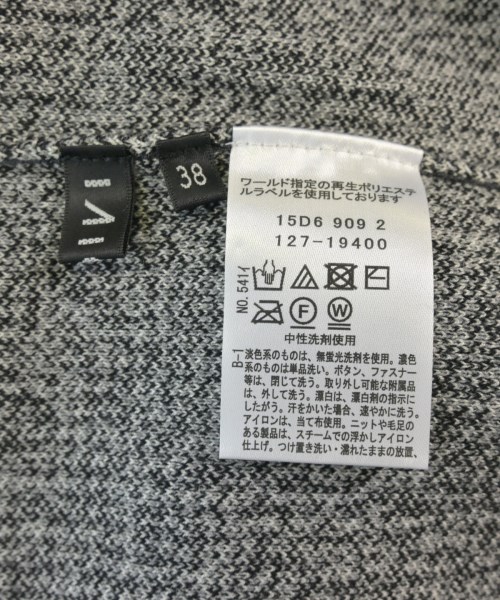 38
ワールド指定の再生ポリエステ
ルラベルを使用しております
15D6 909 2
127-19400
NO. 541イ
F
W
中性洗剤使用
B-1
淡色系のものは、無蛍光洗剤を使用。濃色
系のものは単品洗い。ボタン、ファスナー
等は、閉じて洗う。取り外し可能な附属品
は、外して洗う。漂白は、漂白剤の指示に
したがう。汗をかいた場合、速やかに洗う。
アイロンは、当て布使用。ニットや毛足の
ある製品は、スチームでの浮かしアイロン
仕上げ。つけ置き洗い・濡れたままの放置、